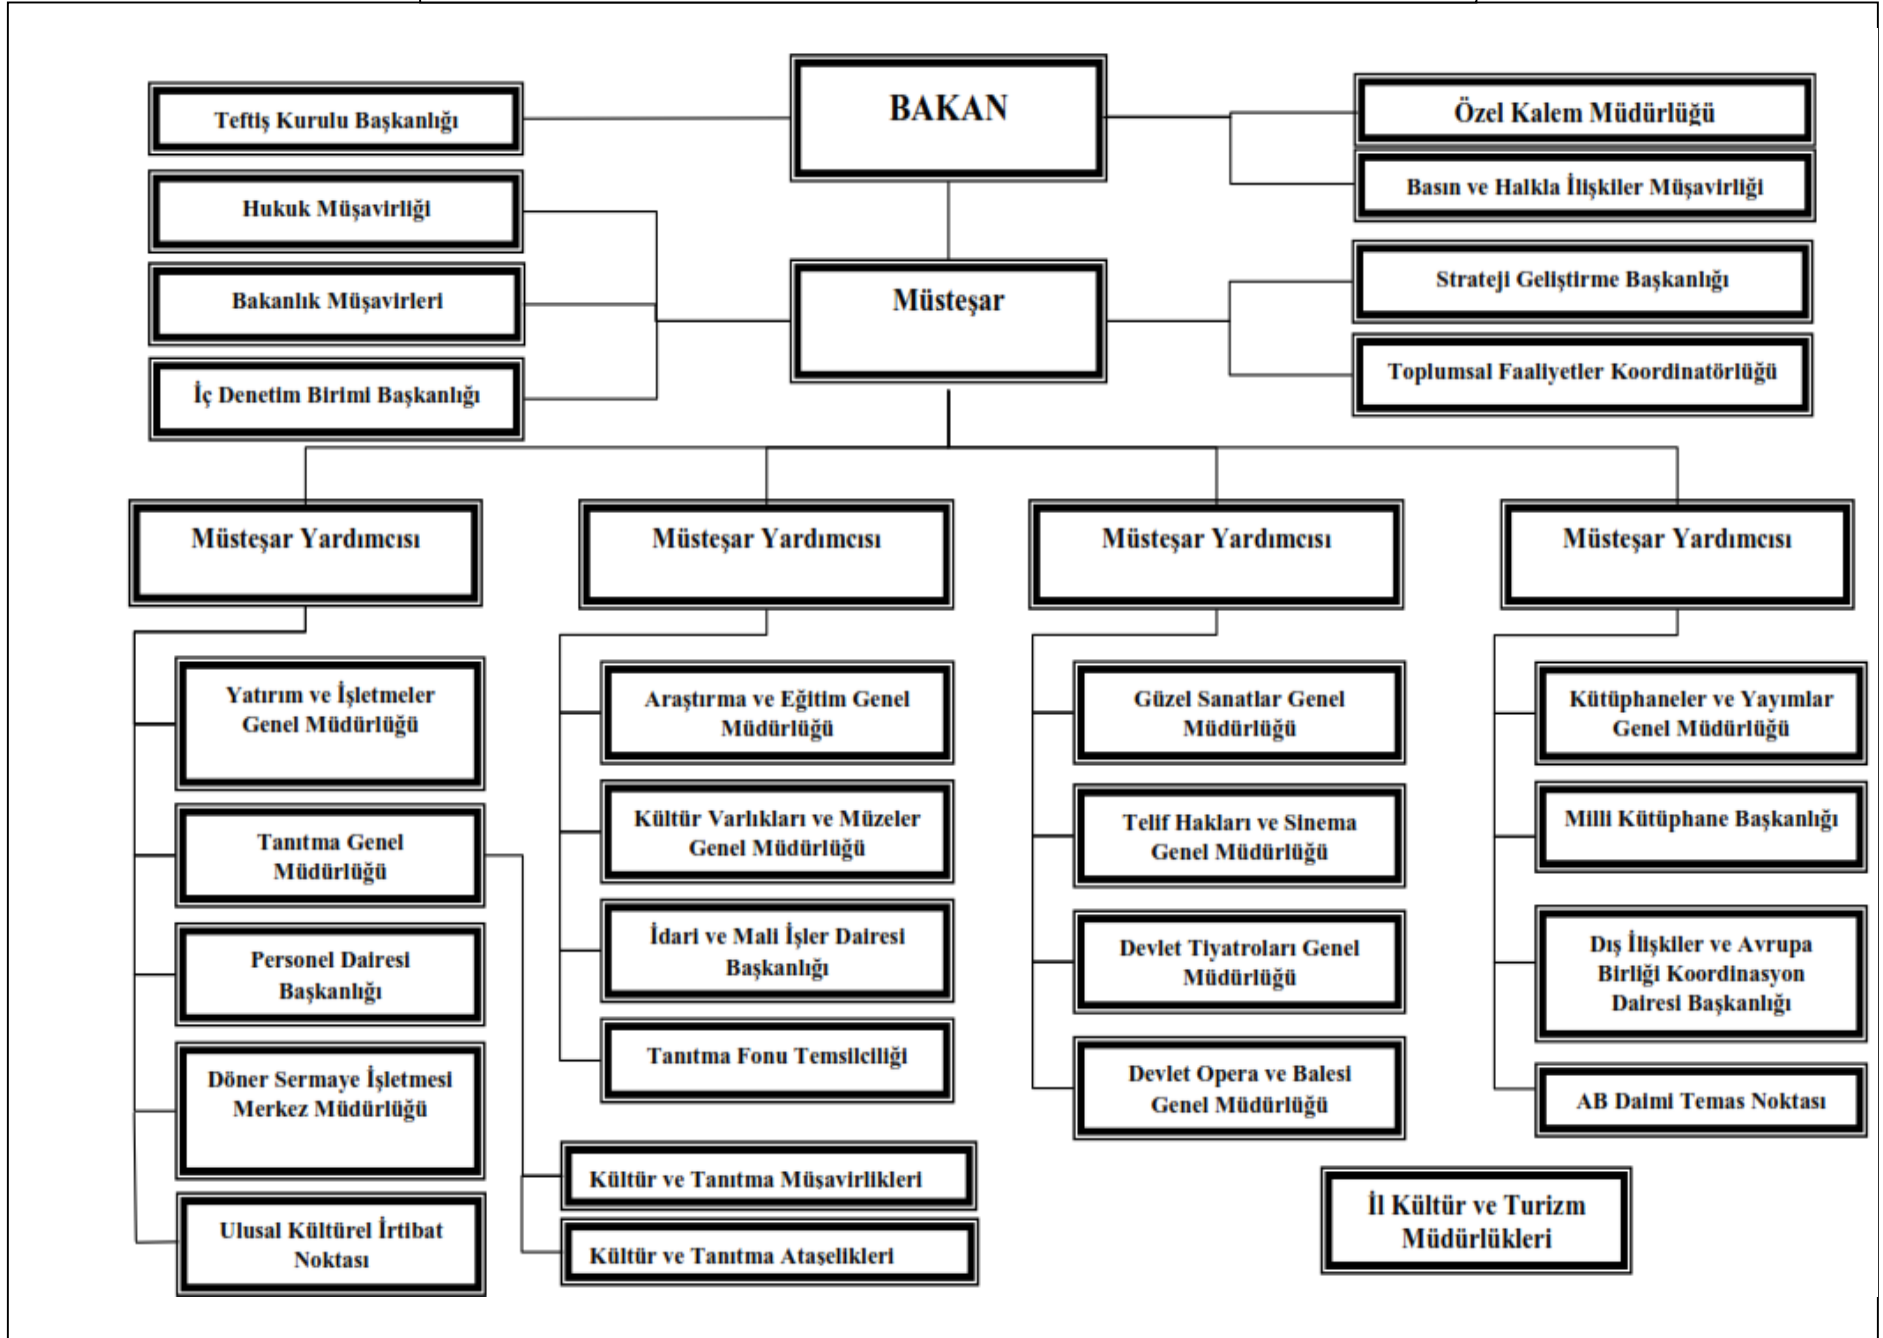 BAKAN
Teftiş Kurulu Başkanlığı
Özel Kalem Müdürlüğü
Basın ve Halkla İlişkiler Müşavirliği
Hukuk Müşavirliği
Bakanlık Müşavirleri
İç Denetim Birimi Başkanlığı
Müsteşar
Strateji Geliştirme Başkanlığı
Toplumsal Faaliyetler Koordinatörlüğü
Müsteşar Yardımcısı
Müsteşar Yardımcısı
Müsteşar Yardımcısı
Müsteşar Yardımcısı
Yatırım ve İşletmeler
Genel Müdürlüğü
Tanıtma Genel
Müdürlüğü
Personel Dairesi
Başkanlığı
Döner Sermaye İşletmesi
Merkez Müdürlüğü
Ulusal Kültürel İrtibat
Noktası
Araştırma ve Eğitim Genel
Müdürlüğü
Kültür Varlıkları ve Müzeler
Genel Müdürlüğü
İdari ve Mali İşler Dairesi
Başkanlığı
Tanıtma Fonu Temsilciliği
Kültür ve Tanıtma Müşavirlikleri
Kültür ve Tanıtma Ataşelikleri
Güzel Sanatlar Genel
Müdürlüğü
Telif Hakları ve Sinema
Genel Müdürlüğü
Devlet Tiyatroları Genel
Müdürlüğü
Devlet Opera ve Balesi
Genel Müdürlüğü
Kütüphaneler ve Yayımlar
Genel Müdürlüğü
Milli Kütüphane Başkanlığı
Dış İlişkiler ve Avrupa
Birliği Koordinasyon
Dairesi Başkanlığı
AB Daimi Temas Noktası
İl Kültür ve Turizm
Müdürlükleri